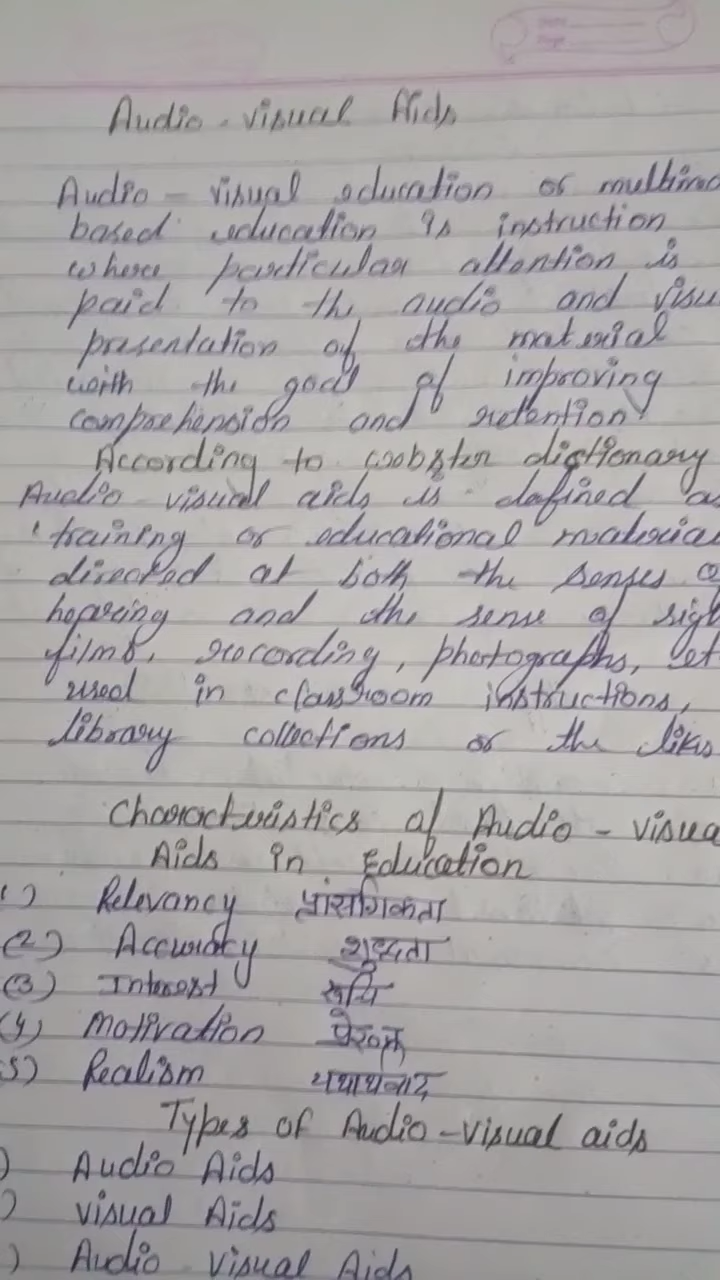 Audio - visual Aids
Audio - visual education or multime
based education is instruction
where particular attention is
paid to the audio and visu
presentation of the material
with the goal of improving
comprehension and retention
According to webster dictionary
Audio visual aids is defined as
training or educational material
directed at both the senses o
hearing and the sense of sigh
films, recording, photographs, et
used in classroom instructions,
library collections or the likes
Characteristics of Audio - visua
Aids in Education
1) Relevancy प्रांसगिकता
(2) Accuracy शुद्धता
(3) Interest रूचि
(4) Motivation प्रेरणा
5) Realism यथार्थवाद
Types of Audio - visual aids
) Audio Aids
) visual Aids
) Audio visual Aids